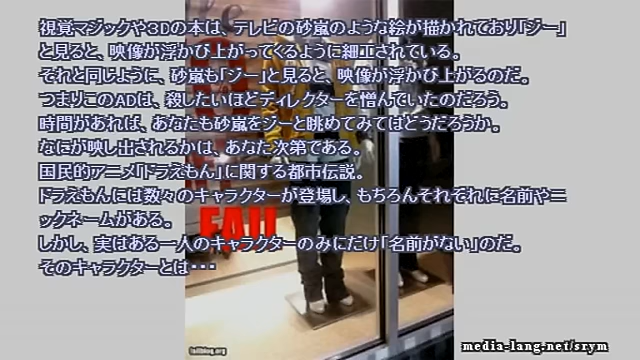 視覚マジックや3Dの本は、テレビの砂嵐のような絵が描かれており「ジー」
と見ると、映像が浮かび上がってくるように細工されている。
それと同じように、砂嵐も「ジー」と見ると、映像が浮かび上がるのだ。
つまりこのADは、殺したいほどディレクターを憎んでいたのだろう。
時間があれば、あなたも砂嵐をジーと眺めてみてはどうだろうか。
なにが映し出されるかは、あなた次第である。
国民的アニメ「ドラえもん」に関する都市伝説。
ドラえもんには数々のキャラクターが登場し、もちろんそれぞれに名前やニ
ックネームがある。
FAIL
しかし、実はある一人のキャラクターのみにだけ「名前がない」のだ。
そのキャラクターとは・・・
failblog.org
media-lang-net/srym